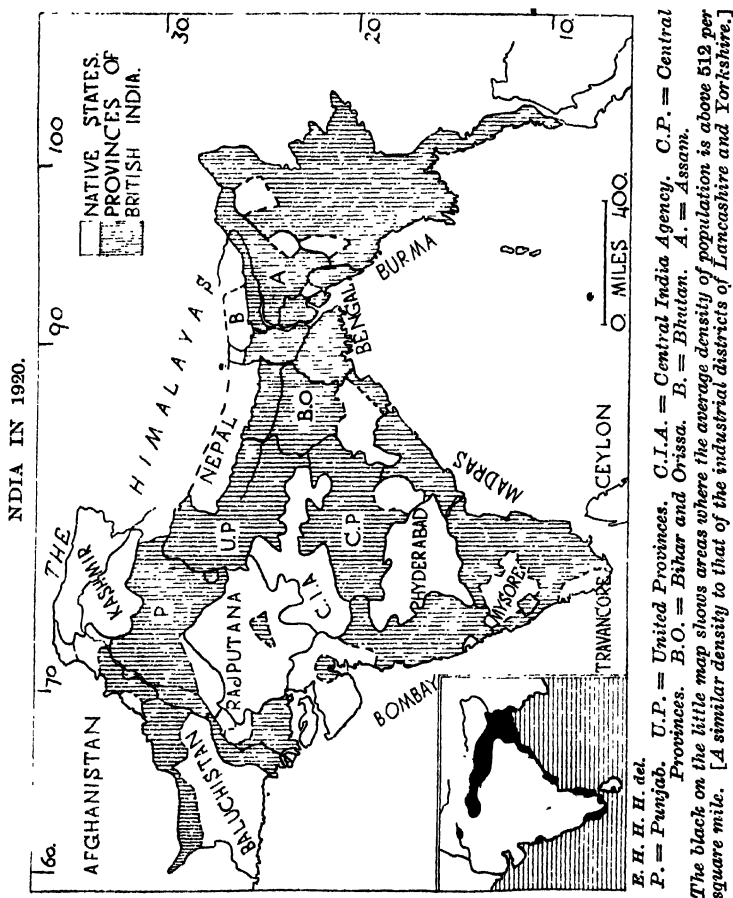 NDIA IN 1920.
NATIVE STATES.
PROVINCES OF
BRITISH INDIA.
60.
70
90
100
30.
20.
10.
AFGHANISTAN
THE
HIMALAYAS
KASHMIR
P.
BALUCHISTAN
RAJPUTANA
U.P.
NEPAL
B
A
C.I.A.
C.P.
B.O.
BENGAL
BURMA
BOMBAY
HYDERABAD
MADRAS
MYSORE
TRAVANCORE
CEYLON
0. MILES 400.
E. H. H. H. del.
P. = Punjab. U.P. = United Provinces. C.I.A. = Central India Agency. C.P. = Central
Provinces. B.O. = Bihar and Orissa. B. = Bhutan. A. = Assam.
The black on the little map shows areas where the average density of population is above 512 per
square mile. [A similar density to that of the industrial districts of Lancashire and Yorkshire.]